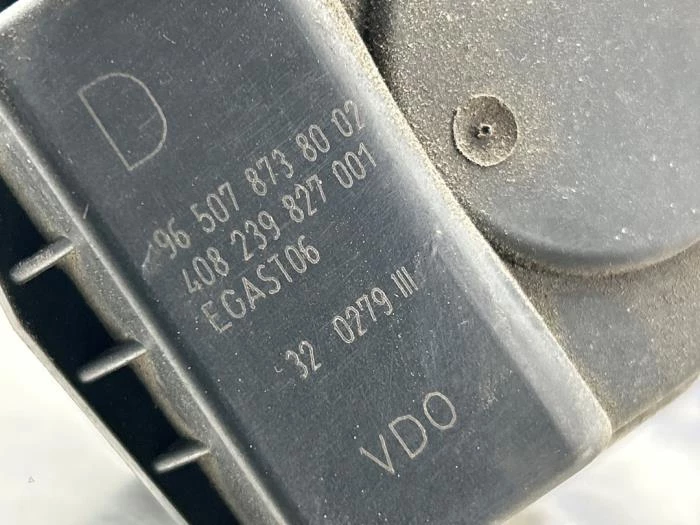 D
96 507 873 80 02
408 239 827 001
EGAST06
32 0279 III
VDO